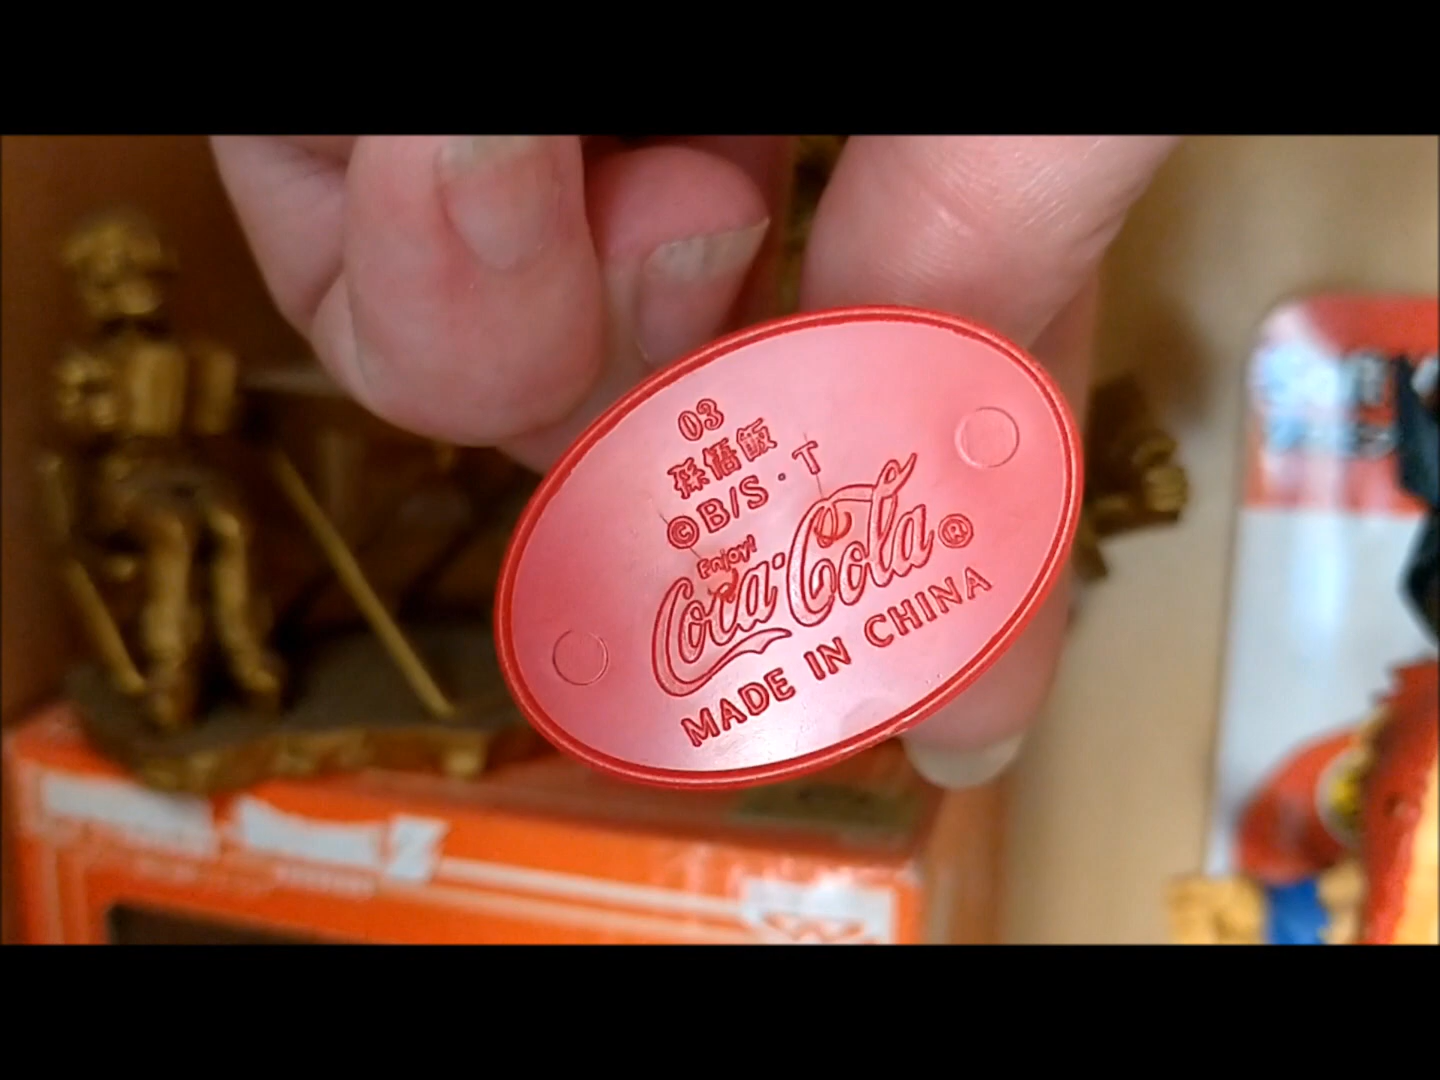 03
孫悟飯
©B/S・T
Enjoy!
Coca-Cola®
MADE IN CHINA